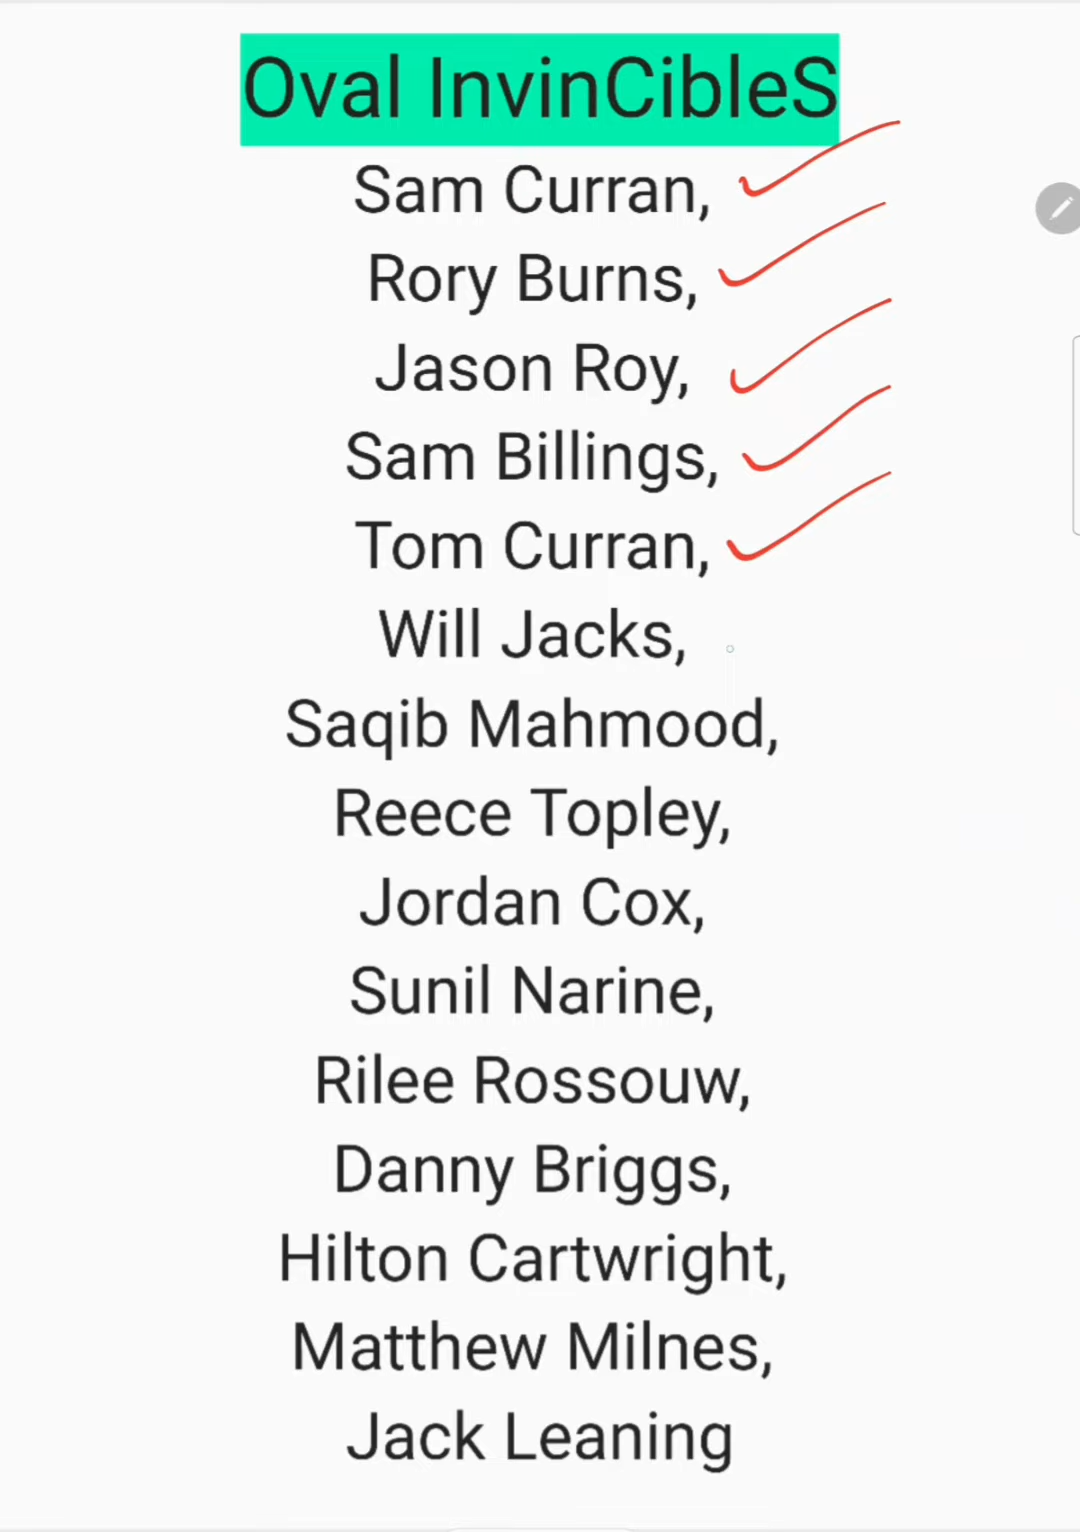 Oval InvinCibleS
Sam Curran,
Rory Burns,
Jason Roy,
Sam Billings,
Tom Curran,
Will Jacks,
Saqib Mahmood,
Reece Topley,
Jordan Cox,
Sunil Narine,
Rilee Rossouw,
Danny Briggs,
Hilton Cartwright,
Matthew Milnes,
Jack Leaning